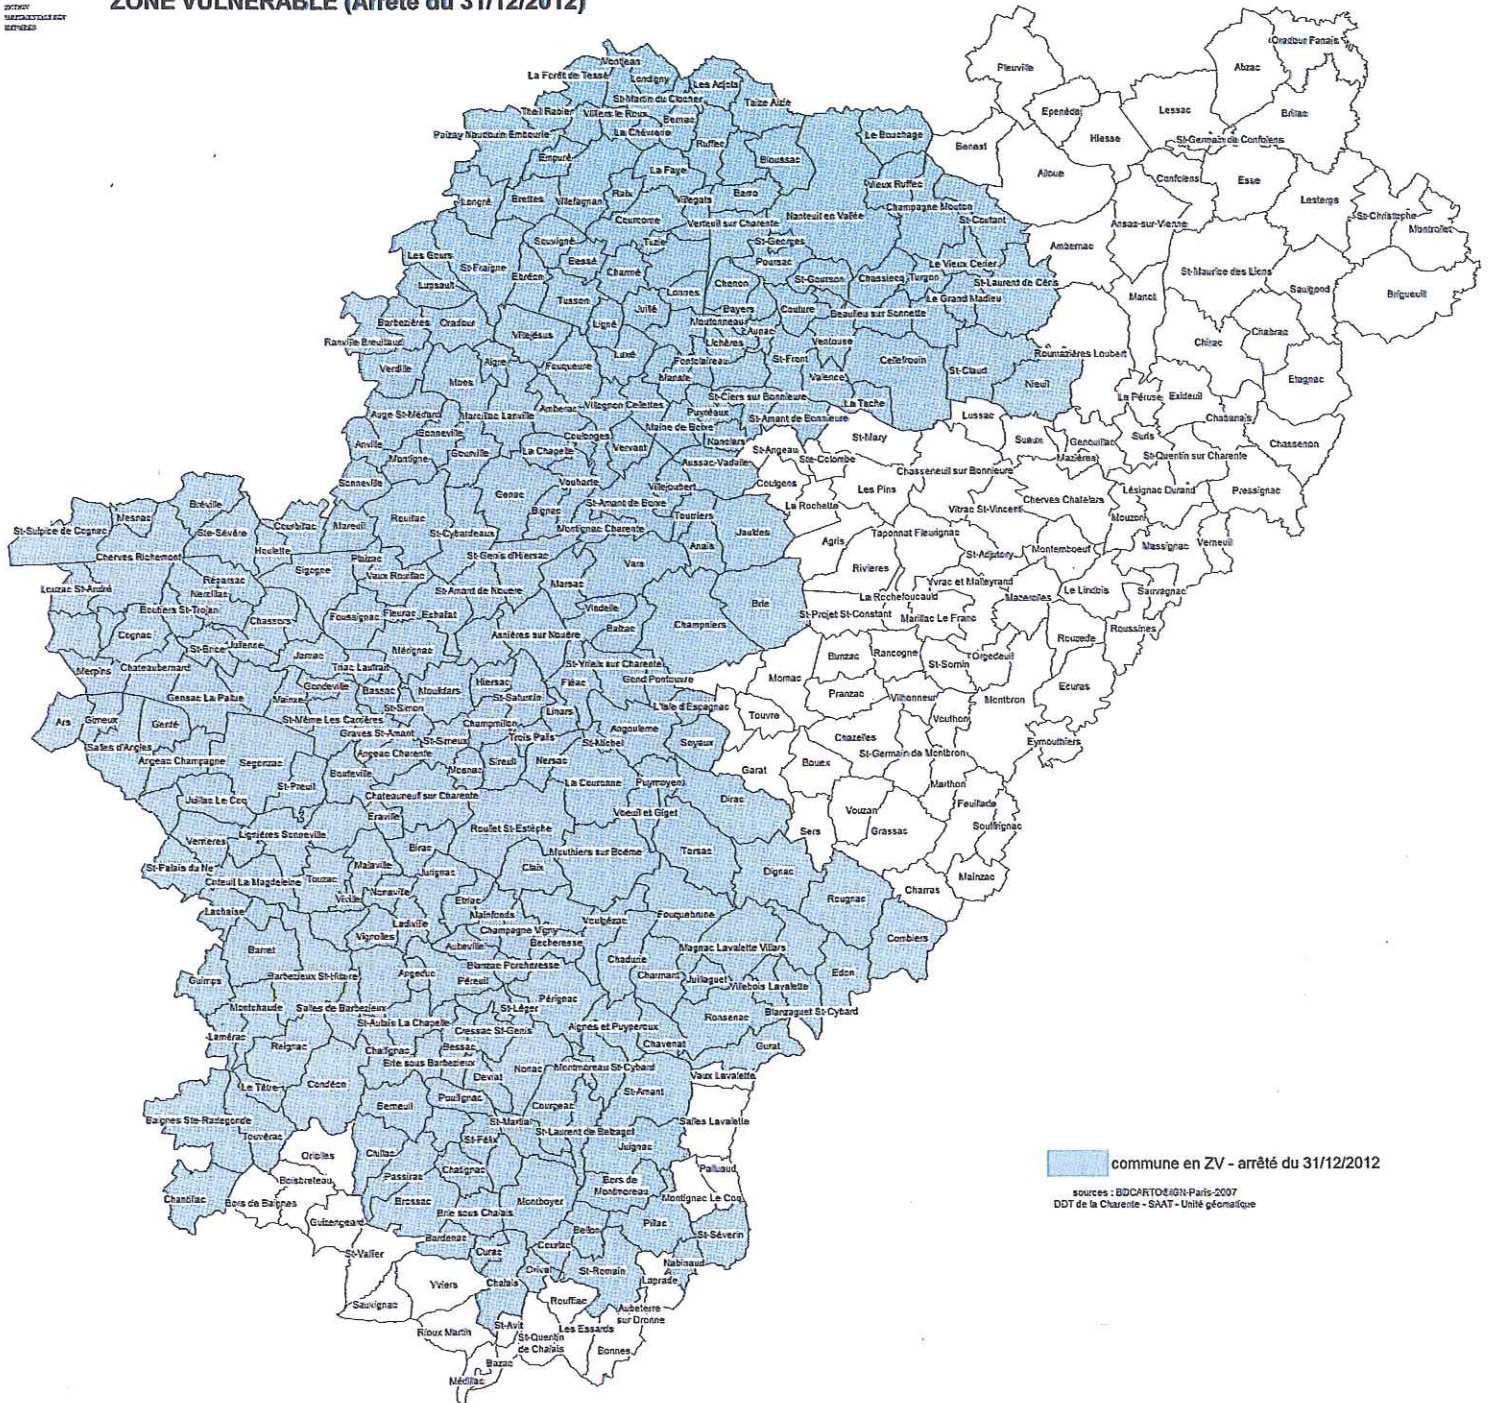 ZONE VULNERABLE (Arrêté du 31/12/2012)
Oradour Fanais
Pleuville
Abzac
Montjean
La Forêt de Tessé
Londigny
Les Adjots
Lessac
Epenède
Brillac
St-Martin du Clocher
Taize Aizie
Theil Rabier
Villiers le Roux
Bernac
Hiesse
St-Germain de Confolens
Paizay Naudouin Embourie
La Chèvrerie
Le Bouchage
Ruffec
Benest
Empuré
Bioussac
La Faye
Alloue
Confolens
Esse
Vieux Ruffec
Lesterps
Longré
Brettes
Villefagnan
Raix
Villegats
Barro
Champagne Mouton
St-Christophe
Courcome
Verteuil sur Charente
Nanteuil en Vallée
St-Coutant
Ansac-sur-Vienne
Montrollet
Souvigné
Tuzie
St-Georges
Ambernac
Les Gours
St-Fraigne
Bessé
Poursac
Le Vieux Cerier
Ebréon
Charmé
St-Gourson
Chassiecq
Turgon
St-Laurent de Céris
St-Maurice des Lions
Lupsault
Chenon
Saulgond
Brigueuil
Tusson
Lonnes
Le Grand Madieu
Manot
Juillé
Bayers
Couture
Beaulieu sur Sonnette
Barbezières
Oradour
Ligné
Moutonneau
Aunac
Chabrac
Ranville Breuillaud
Villejésus
Lichères
Ventouse
Chirac
Luxé
Fontclaireau
St-Front
Cellefrouin
Roumazières Loubert
Verdille
Aigre
Fouqueure
St-Claud
Etagnac
Mons
Mansle
Valence
Nieuil
St-Ciers sur Bonnieure
La Tache
La Péruse
Exideuil
Auge St-Médard
Marcillac Lanville
Amberac
Villognon
Cellettes
Puyréaux
St-Amant de Bonnieure
Lussac
Chabanais
Bonneville
Coulonges
Maine de Boixe
St-Mary
Suaux
Genouillac
Suris
Chassenon
Anville
Gourville
La Chapelle
Vervant
Nanclars
St-Angeau
Mazières
St-Quentin sur Charente
Montigné
Aussac-Vadalle
Ste-Colombe
Chasseneuil sur Bonnieure
Sonneville
Vouharte
Villejoubert
Coulgens
Les Pins
Lésignac Durand
Pressignac
Genac
La Rochette
Cherves Chatelars
Bréville
Bignac
St-Amant de Boixe
Vitrac St-Vincent
Mouzon
Mesnac
Rouillac
Tourriers
St-Sulpice de Cognac
Ste-Sévère
Courbillac
Mareuil
St-Cybardeaux
Montignac Charente
Jauldes
Agris
Taponnat Fleurignac
Massignac
Verneuil
Cherves Richemont
Houlette
Plaizac
St-Genis d'Hiersac
Anais
St-Adjutory
Montemboeuf
Sigogne
Vars
Rivières
Réparsac
Vaux Rouillac
Marsac
Louzac St-André
Nercillac
St-Amant de Nouere
Yvrac et Malleyrand
Le Lindois
Sauvagnac
La Rochefoucauld
Mazerolles
Boutiers St-Trojan
Foussignac
Fleurac
Echallat
Vindelle
Brie
St-Projet St-Constant
Marillac Le Franc
Chassors
Balzac
Champniers
Roussines
Cognac
Asnières sur Nouère
Rouzede
St-Brice
Julienne
Jarnac
Mérignac
Bunzac
Rancogne
St-Sornin
Orgedeuil
Merpins
Chateaubernard
Triac Lautrait
St-Yrieix sur Charente
Mornac
Ecuras
Gensac La Pallue
Gondeville
Bassac
Moulidars
Hiersac
Fléac
Gond Pontouvre
Pranzac
Vilhonneur
Montbron
Mainxe
St-Simon
St-Saturnin
L'Isle d'Espagnac
Touvre
Vouthon
Ars
Gimeux
Genté
St-Même Les Carrières
Champmillon
Linars
Angouleme
Chazelles
Graves St-Amant
St-Simeux
Trois Palis
St-Michel
Soyaux
Eymouthiers
Salles d'Angles
Angeac Champagne
Segonzac
Angeac Charente
Sireuil
Nersac
Garat
Bouex
St-Germain de Montbron
Bouteville
Mosnac
La Couronne
Puymoyen
Marthon
St-Preuil
Dirac
Juillac Le Coq
Chateauneuf sur Charente
Voeuil et Giget
Vouzan
Feuillade
Eraville
Roullet St-Estèphe
Sers
Grassac
Souffrignac
Verrieres
Lignières Sonneville
Birac
Mouthiers sur Boëme
Torsac
St-Palais du Né
Malaville
Jurignac
Claix
Dignac
Mainzac
Criteuil La Magdeleine
Touzac
Viville
Nonaville
Charras
Rougnac
Lachaise
Etriac
Mainfonds
Fouquebrune
Ladiville
Voulgézac
Vignolles
Champagne Vigny
Combiers
Barret
Aubeville
Becheresse
Magnac Lavalette Villars
Blanzac Porcheresse
Chadurie
Guimps
Barbezieux St-Hilaire
Angeduc
Péreuil
Charmant
Juillaguet
Villebois Lavalette
Edon
Pérignac
Montchaude
Salles de Barbezieux
St-Léger
Ronsenac
Blanzaguet St-Cybard
St-Aulais La Chapelle
Cressac St-Genis
Aignes et Puyperoux
Lamérac
Reignac
Challignac
Bessac
Chavenat
Gurat
Brie sous Barbezieux
Deviat
Nonac
Montmoreau St-Cybard
Vaux Lavalette
Le Tâtre
Condéon
Poullignac
St-Amant
Berneuil
Courgeac
Baignes Ste-Radegonde
St-Martial
Salles Lavalette
Touvérac
St-Félix
St-Laurent de Belzagot
Oriolles
Chillac
Juignac
Passirac
Chatignac
Palluaud
commune en ZV - arrêté du 31/12/2012
Boisbreteau
Bors de Montmoreau
Chantillac
Bors de Baignes
Brossac
Montboyer
Montignac Le Coq
sources : BDCARTO©IGN-Paris-2007
DDT de la Charente - SAAT - Unité géomatique
Guizengeard
Brie sous Chalais
Pillac
Bardenac
Bellon
St-Séverin
St-Vallier
Curac
Courlac
Yviers
Chalais
Orival
St-Romain
Nabinaud
Laprade
Sauvignac
Rouffiac
Aubeterre sur Dronne
Rioux Martin
St-Avit
St-Quentin de Chalais
Les Essards
Bazac
Bonnes
Médillac